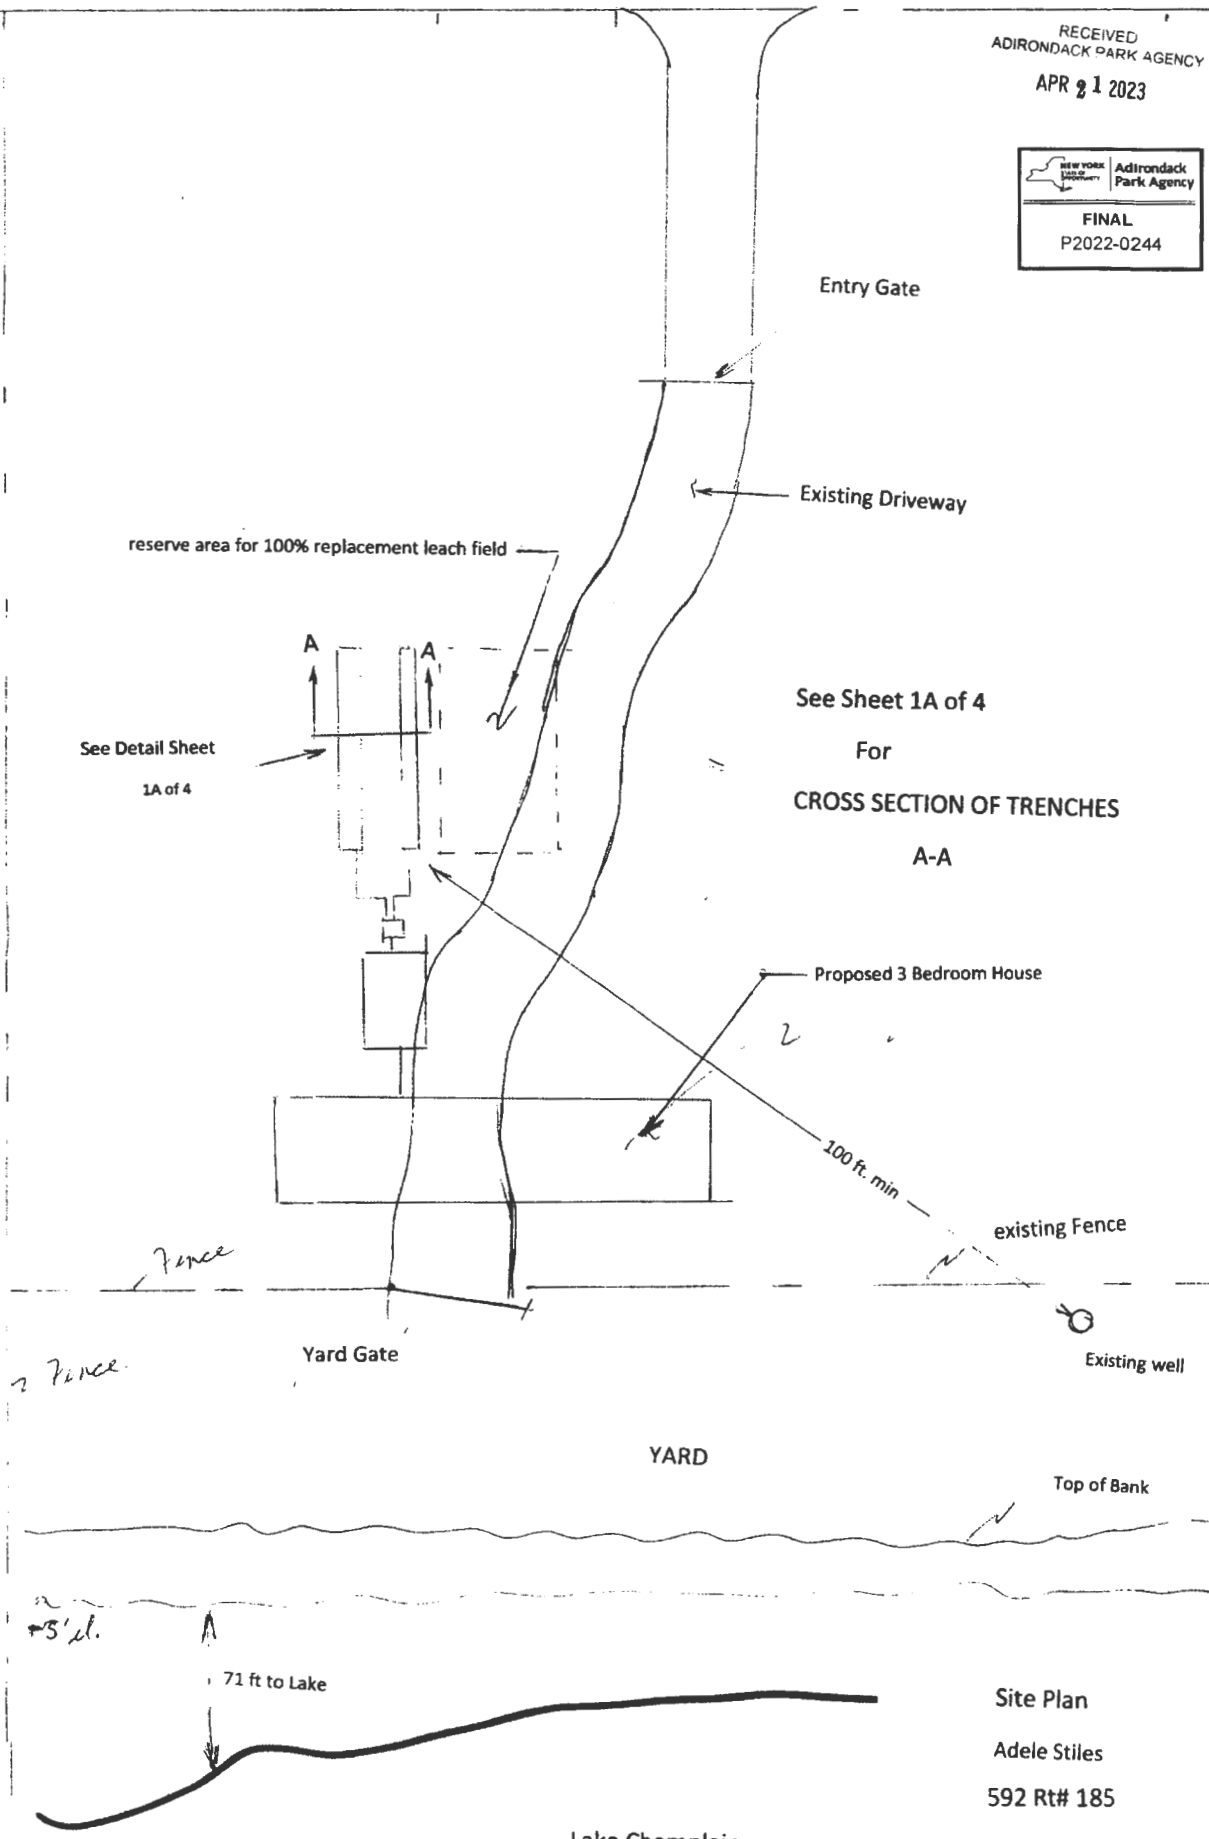 RECEIVED
ADIRONDACK PARK AGENCY
APR 21 2023
NEW YORK
STATE OF
OPPORTUNITY
Adirondack
Park Agency
FINAL
P2022-0244
Entry Gate
Existing Driveway
reserve area for 100% replacement leach field
A A
See Sheet 1A of 4
For
CROSS SECTION OF TRENCHES
A-A
See Detail Sheet
1A of 4
Proposed 3 Bedroom House
100 ft. min
existing Fence
Fence
Yard Gate
Existing well
Fence
YARD
Top of Bank
71 ft to Lake
Site Plan
Adele Stiles
592 Rt# 185
Lake Champlain